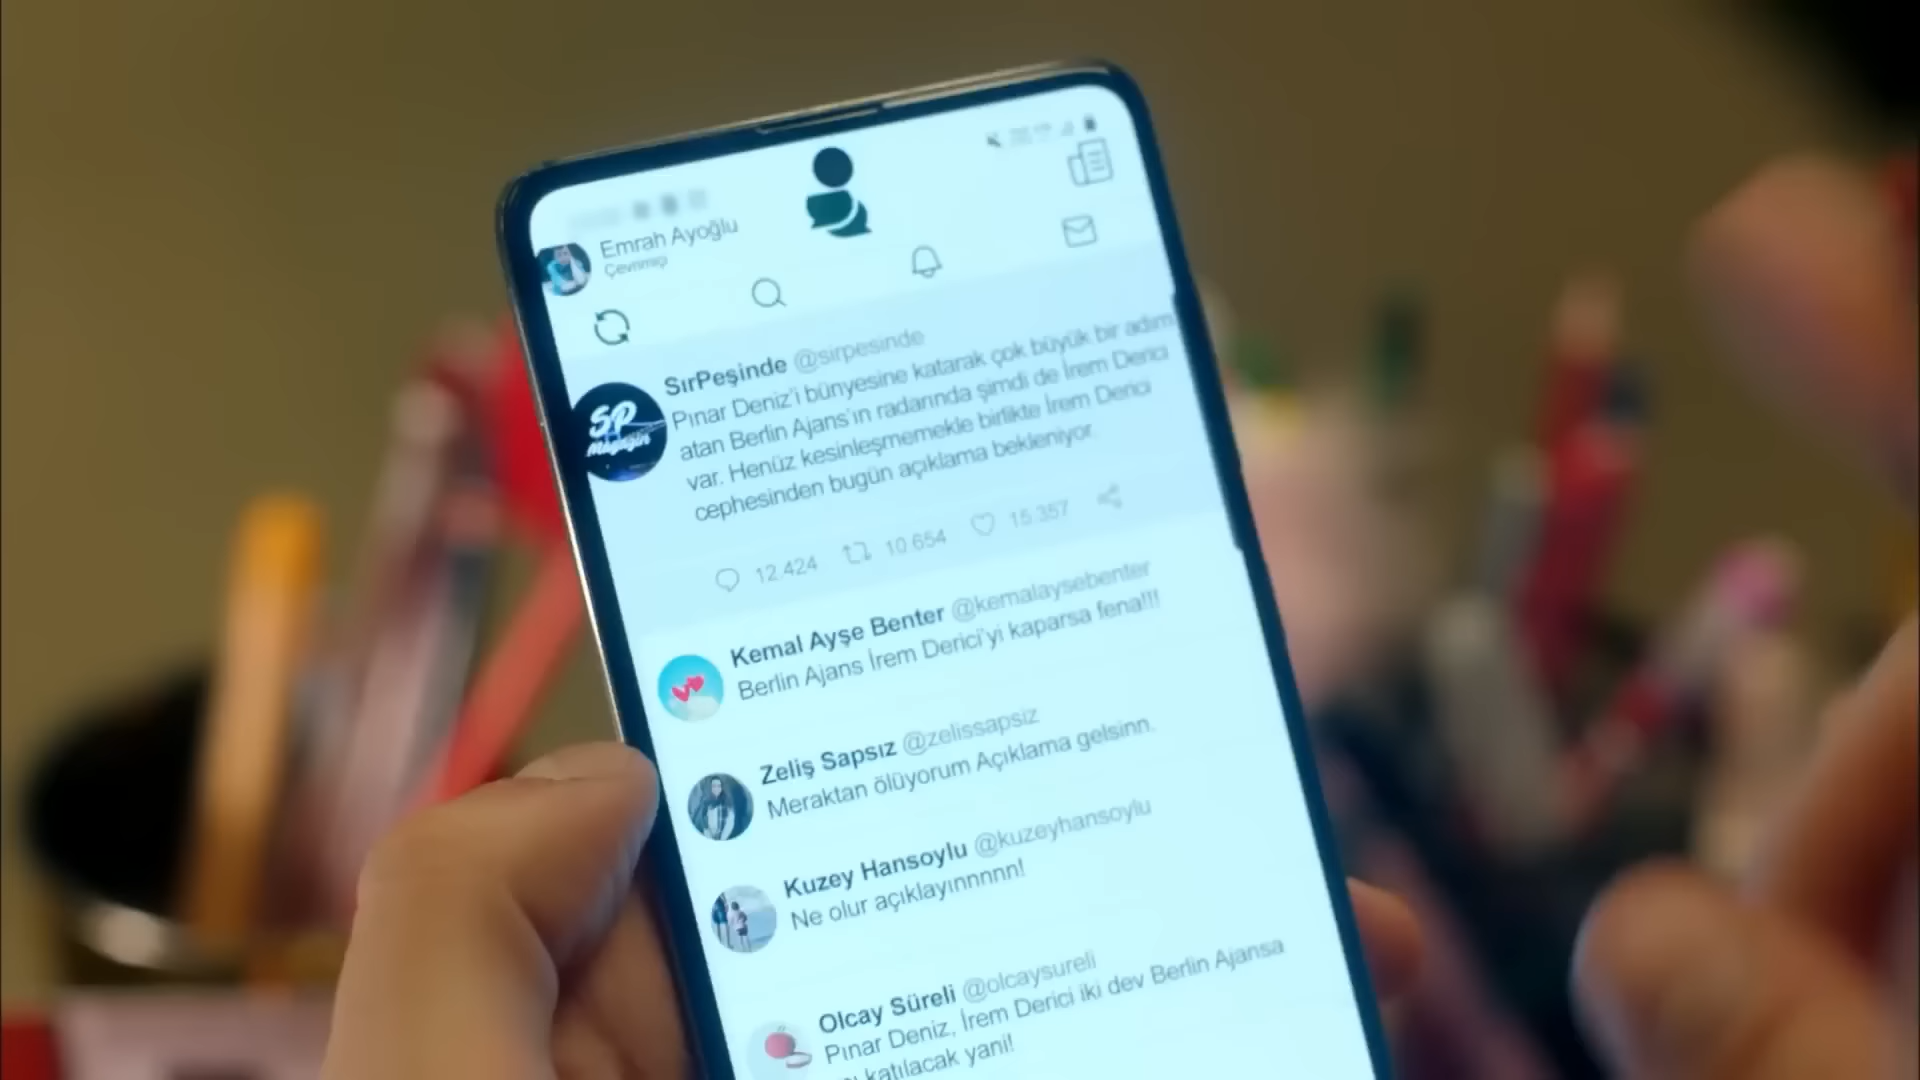 Emrah Ayoğlu
Çevrimiçi
SırPeşinde @sirpesinde
Pınar Deniz'i bünyesine katarak çok büyük bir adım
atan Berlin Ajans'ın radarında şimdi de İrem Derici
var. Henüz kesinleşmemekle birlikte İrem Derici
cephesinden bugün açıklama bekleniyor.
SP
Magazin
12.424 10.654 15.357
Kemal Ayşe Benter @kemalaysebenter
Berlin Ajans İrem Derici'yi kaparsa fena!!!
Zeliş Sapsız @zelissapsiz
Meraktan ölüyorum Açıklama gelsinn.
Kuzey Hansoylu @kuzeyhansoylu
Ne olur açıklayınnnnn!
Olcay Süreli @olcaysureli
Pınar Deniz, İrem Derici iki dev Berlin Ajansa
katılacak yani!